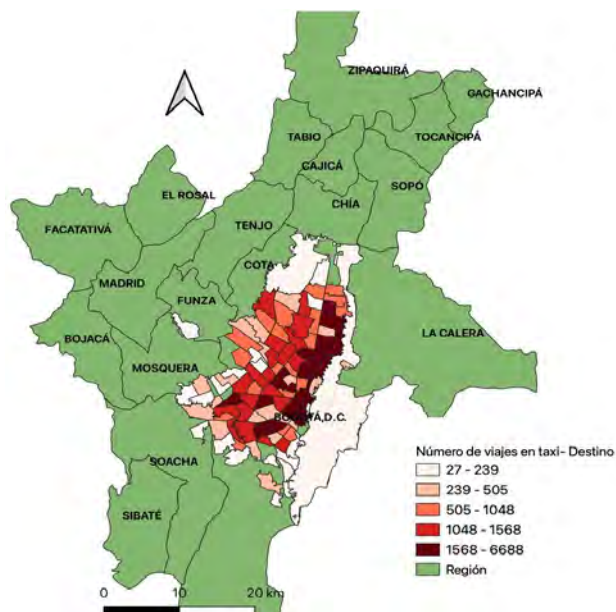 ZIPAQUIRÁ
GACHANCIPÁ
TABIO
TOCANCIPÁ
CAJICÁ
SOPÓ
EL ROSAL
CHÍA
FACATATIVÁ
TENJO
COTA
MADRID
FUNZA
LA CALERA
BOJACÁ
MOSQUERA
BOGOTÁ, D.C.
SOACHA
SIBATÉ
Número de viajes en taxi- Destino
27 - 239
239 - 505
505 - 1048
1048 - 1568
1568 - 6688
Región
0 10 20 km